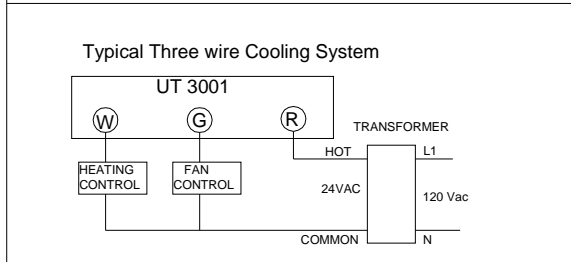 Typical Three wire Cooling System
UT 3001
W G R
TRANSFORMER
HOT L1
HEATING CONTROL
FAN CONTROL
24VAC
120 Vac
COMMON N